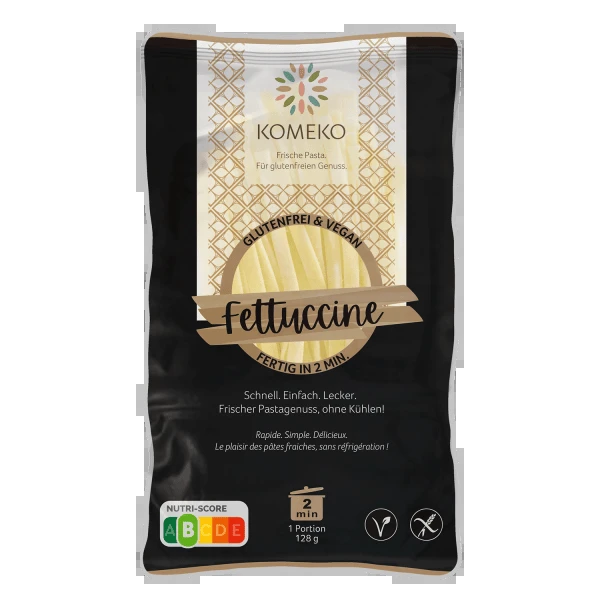 KOMEKO
Frische Pasta.
Für glutenfreien Genuss.
GLUTENFREI & VEGAN
Fettuccine
FERTIG IN 2 MIN.
Schnell. Einfach. Lecker.
Frischer Pastagenuss, ohne Kühlen!
Rapide. Simple. Délicieux.
Le plaisir des pâtes fraiches, sans réfrigération !
NUTRI-SCORE
A B C D E
2
min
1 Portion
128 g